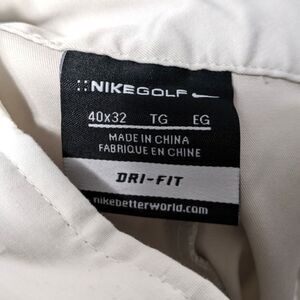 NIKEGOLF
40x32 TG EG
MADE IN CHINA
FABRIQUE EN CHINE
DRI-FIT
nikebetterworld.com